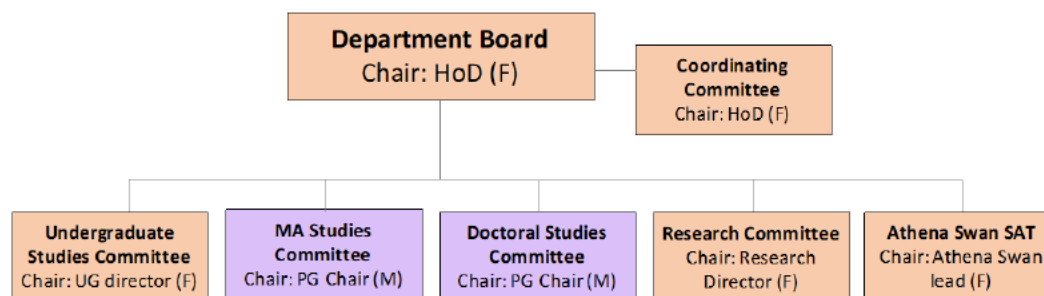 Department Board
Chair: HoD (F)
Coordinating
Committee
Chair: HoD (F)
Undergraduate
Studies Committee
Chair: UG director (F)
MA Studies
Committee
Chair: PG Chair (M)
Doctoral Studies
Committee
Chair: PG Chair (M)
Research Committee
Chair: Research
Director (F)
Athena Swan SAT
Chair: Athena Swan
lead (F)